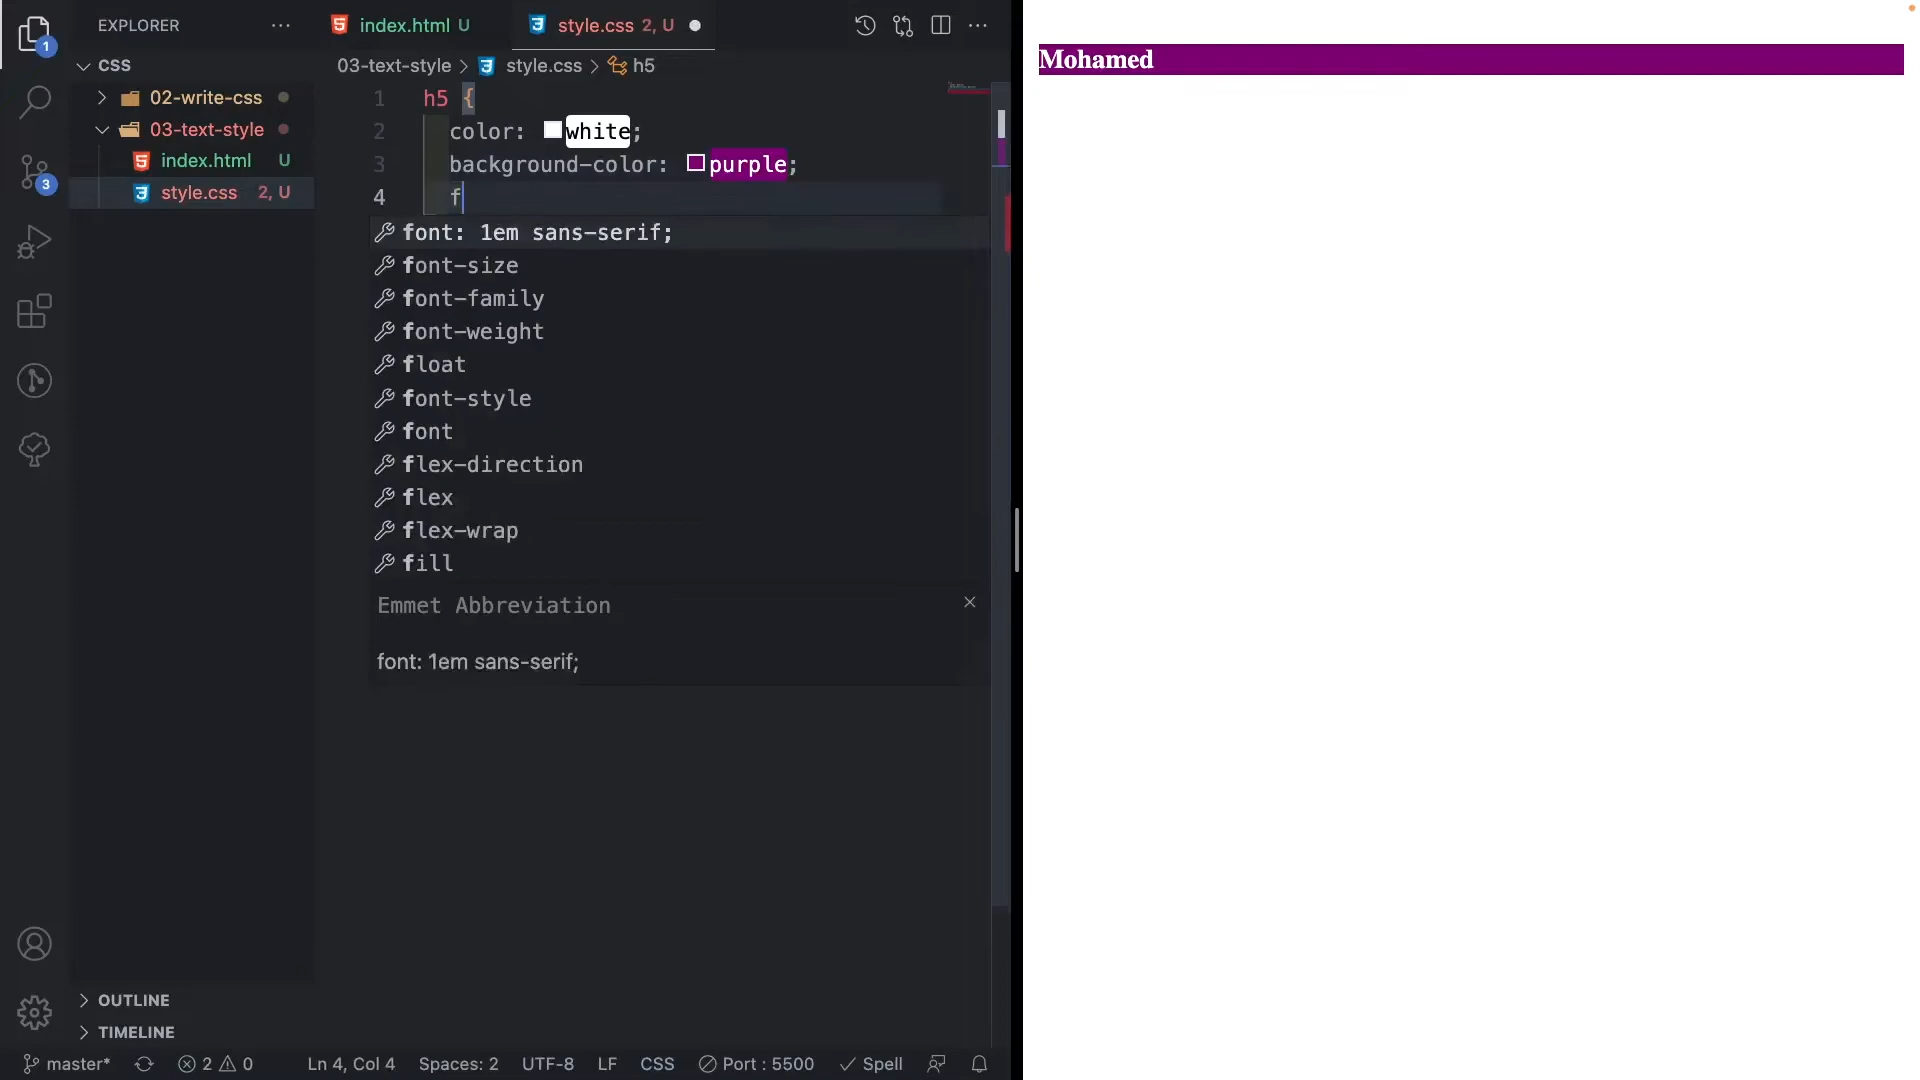 EXPLORER
index.html U
style.css 2, U
CSS
03-text-style > style.css > h5
02-write-css
03-text-style
index.html U
style.css 2, U
1 h5 {
2 color: white;
3 background-color: purple;
4 f
font: 1em sans-serif;
font-size
font-family
font-weight
float
font-style
font
flex-direction
flex
flex-wrap
fill
Emmet Abbreviation
font: 1em sans-serif;
OUTLINE
TIMELINE
1
3
master* 2 0 Ln 4, Col 4 Spaces: 2 UTF-8 LF CSS Port : 5500 Spell
Mohamed